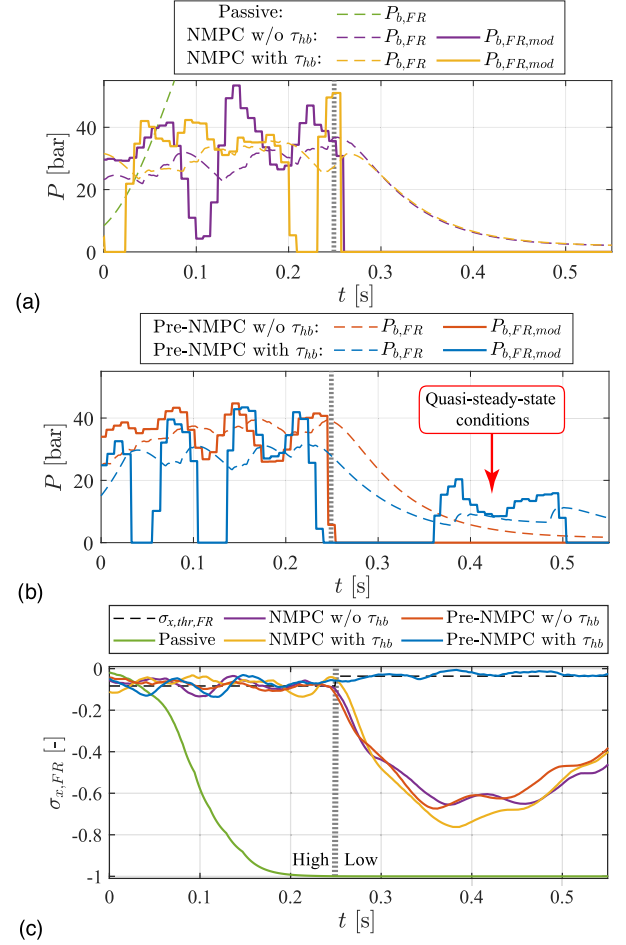 Passive: P_{b,FR}
NMPC w/o τ_{hb}: P_{b,FR} P_{b,FR,mod}
NMPC with τ_{hb}: P_{b,FR} P_{b,FR,mod}
40
20
0
P [bar]
0 0.1 0.2 0.3 0.4 0.5
t [s]
(a)
Pre-NMPC w/o τ_{hb}: P_{b,FR} P_{b,FR,mod}
Pre-NMPC with τ_{hb}: P_{b,FR} P_{b,FR,mod}
Quasi-steady-state
conditions
40
20
0
P [bar]
0 0.1 0.2 0.3 0.4 0.5
t [s]
(b)
σ_{x,thr,FR} NMPC w/o τ_{hb} Pre-NMPC w/o τ_{hb}
Passive NMPC with τ_{hb} Pre-NMPC with τ_{hb}
0
-0.2
-0.4
-0.6
-0.8
-1
σ_{x,FR} [-]
High Low
0 0.1 0.2 0.3 0.4 0.5
t [s]
(c)